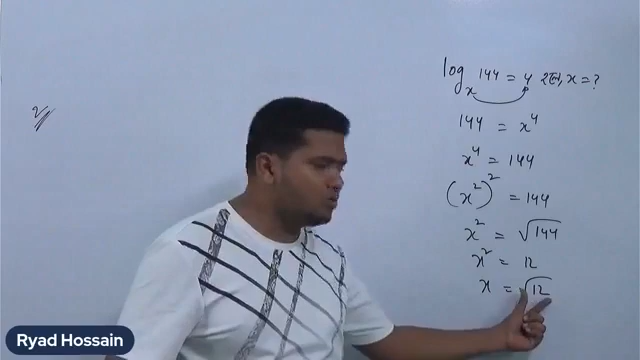 log_x 144 = 4 হলে, x = ?
144 = x^4
x^4 = 144
(x^2)^2 = 144
x^2 = √144
x^2 = 12
x = √12
Ryad Hossain